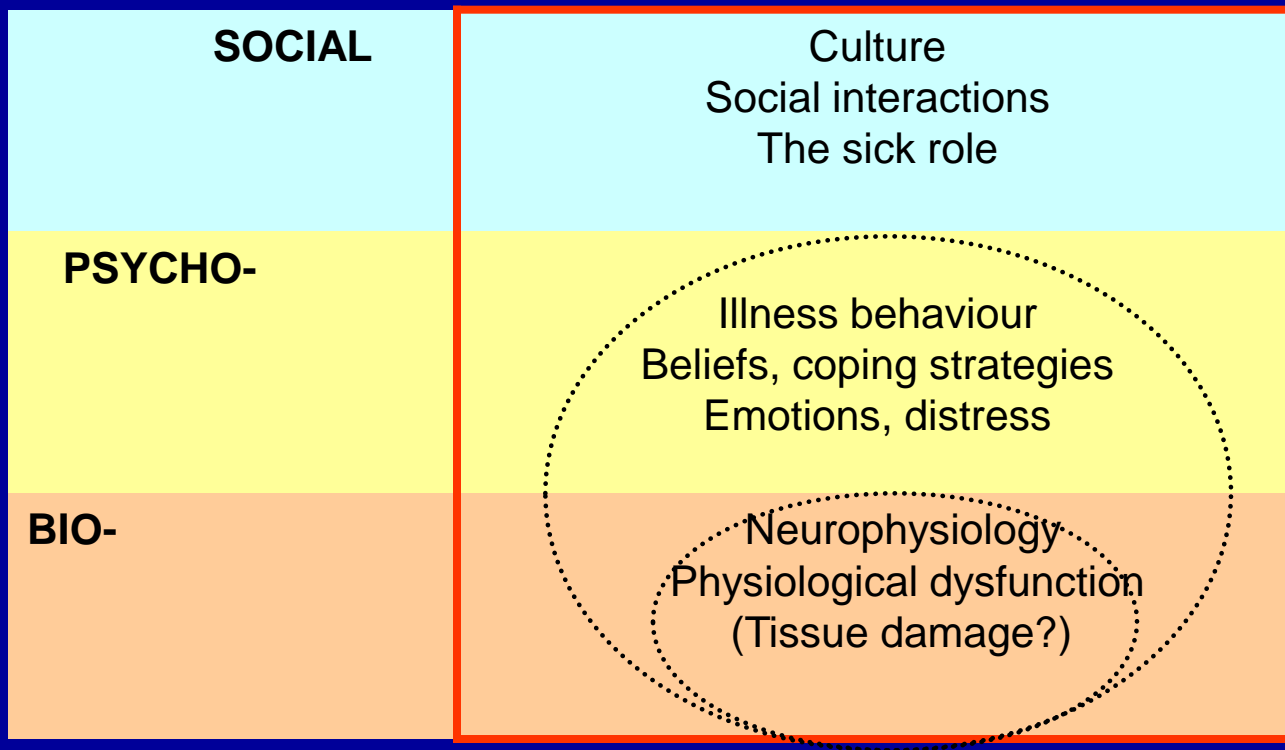 SOCIAL
Culture
Social interactions
The sick role
PSYCHO-
Illness behaviour
Beliefs, coping strategies
Emotions, distress
BIO-
Neurophysiology
Physiological dysfunction
(Tissue damage?)